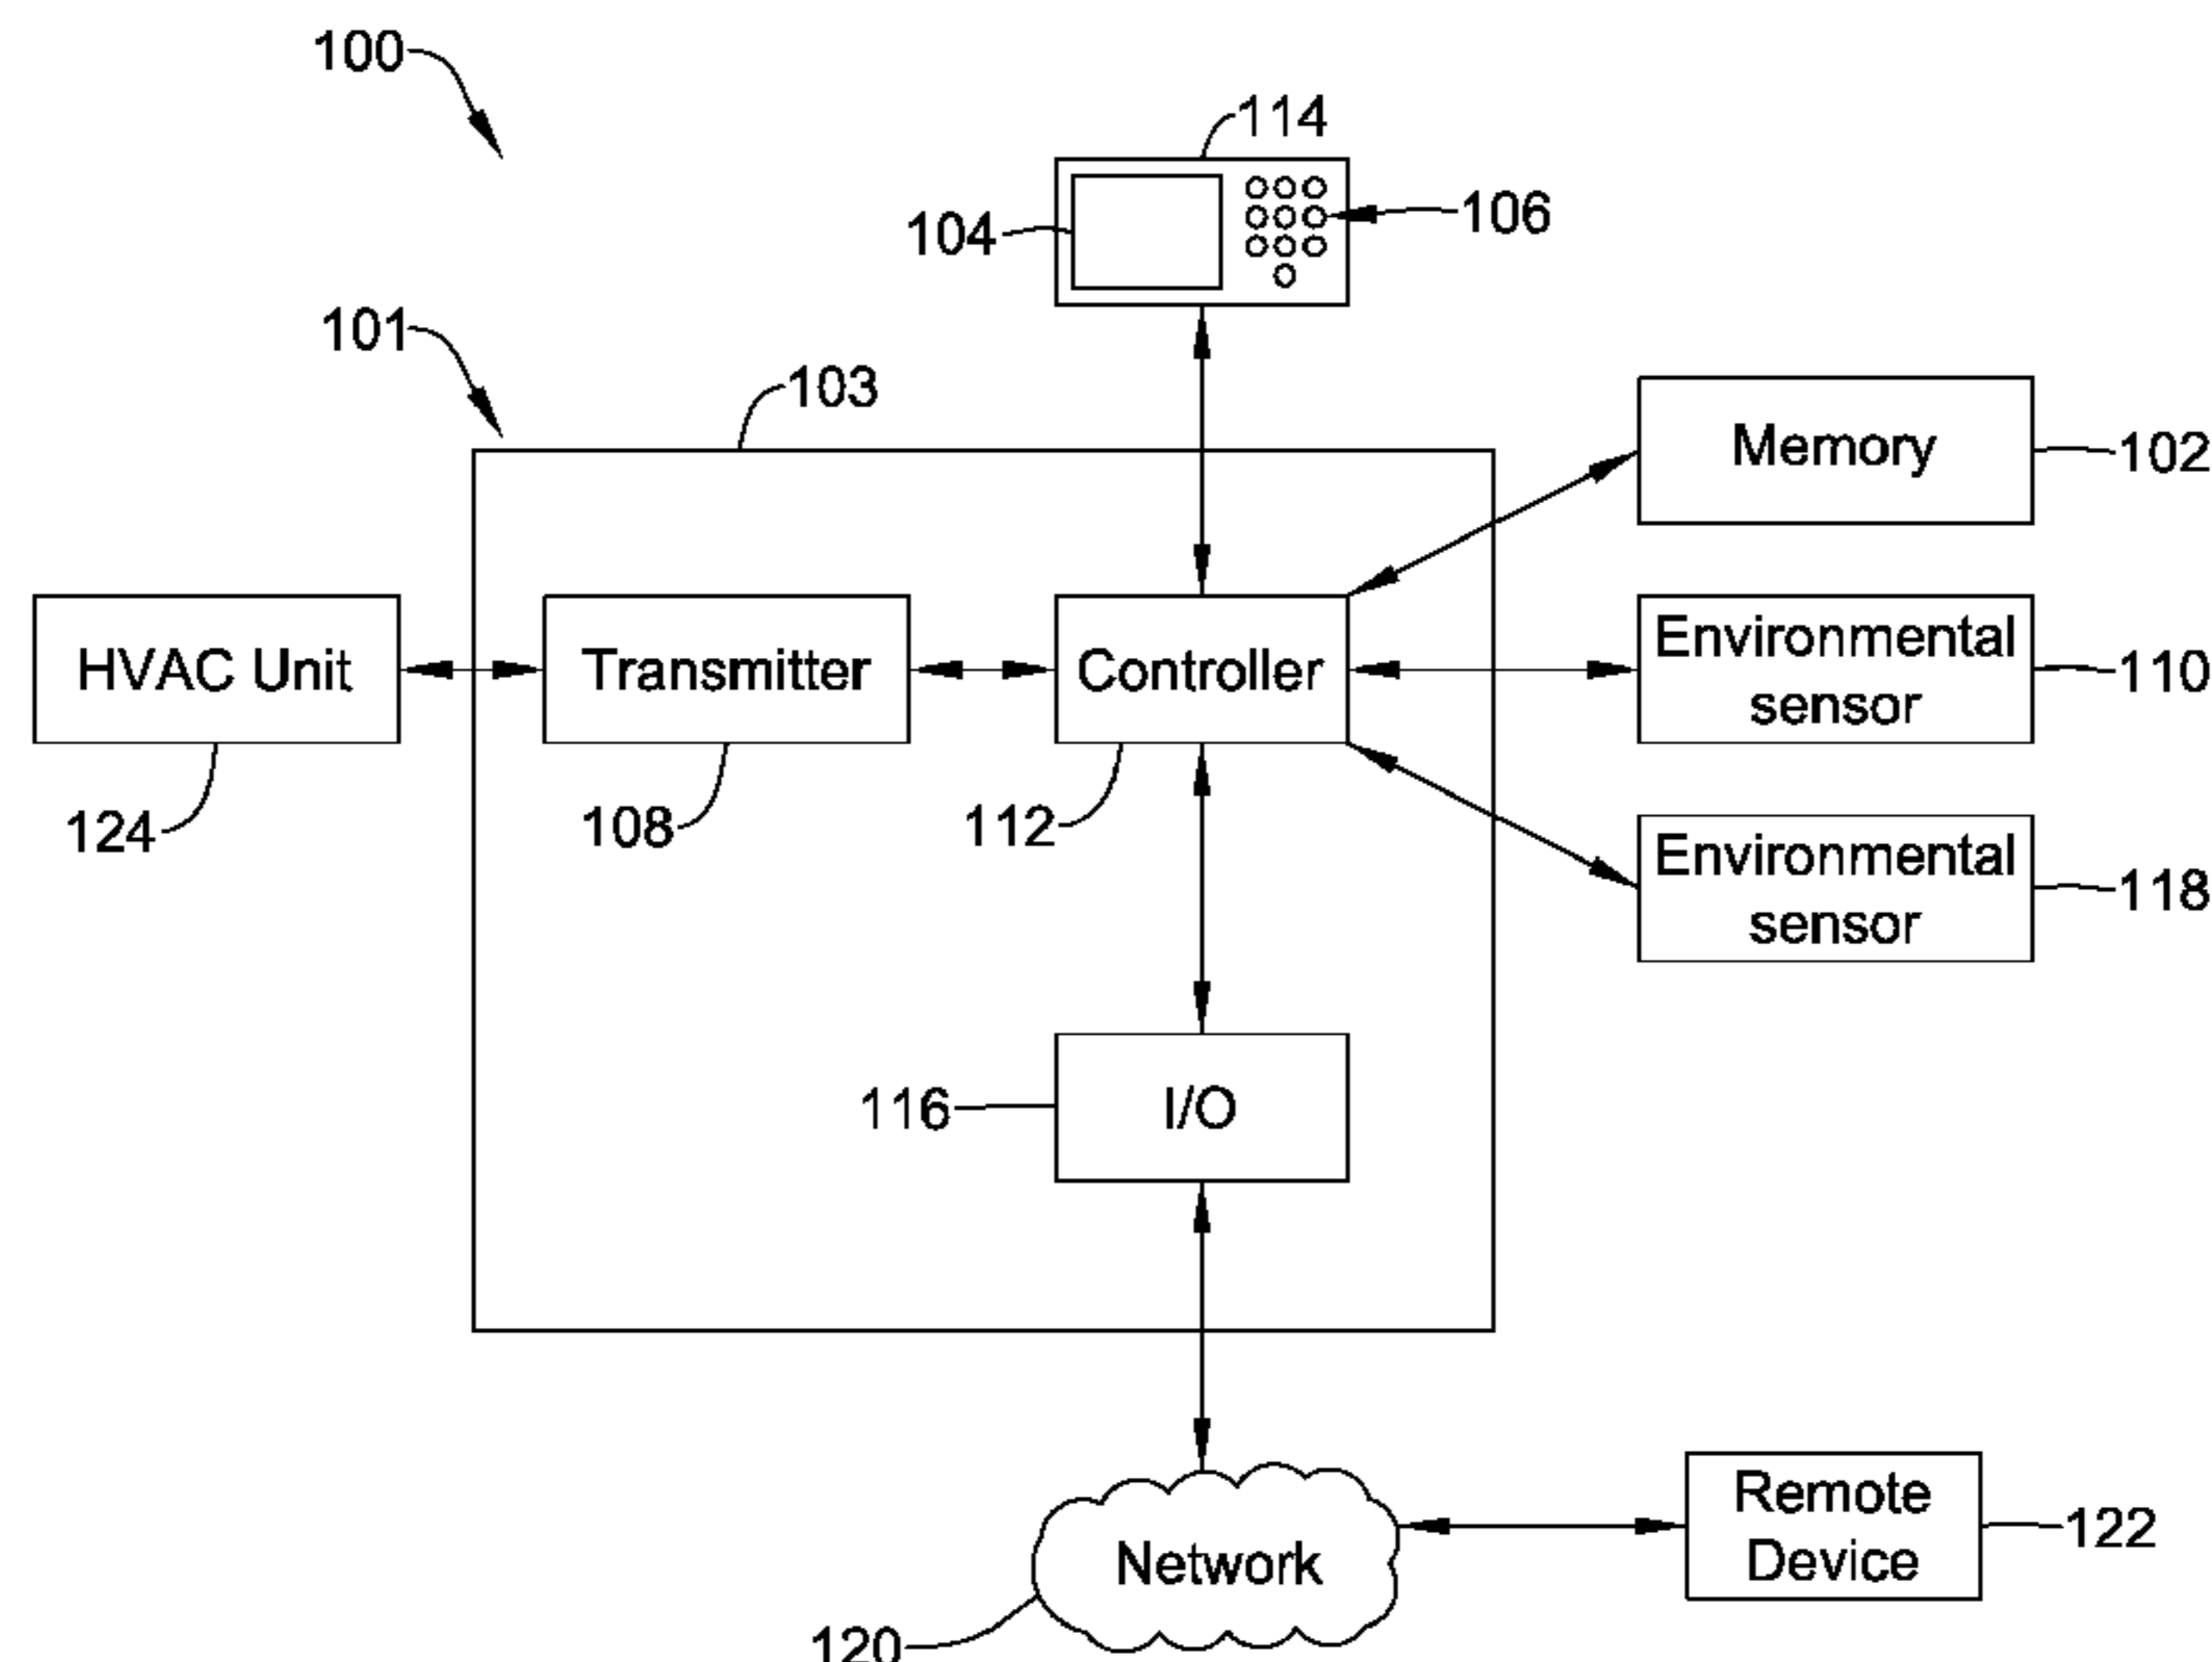 100
114
104
106
101
103
Memory
102
HVAC Unit
Transmitter
Controller
Environmental
sensor
110
124
108
112
Environmental
sensor
118
116
I/O
Remote
Device
122
Network
120